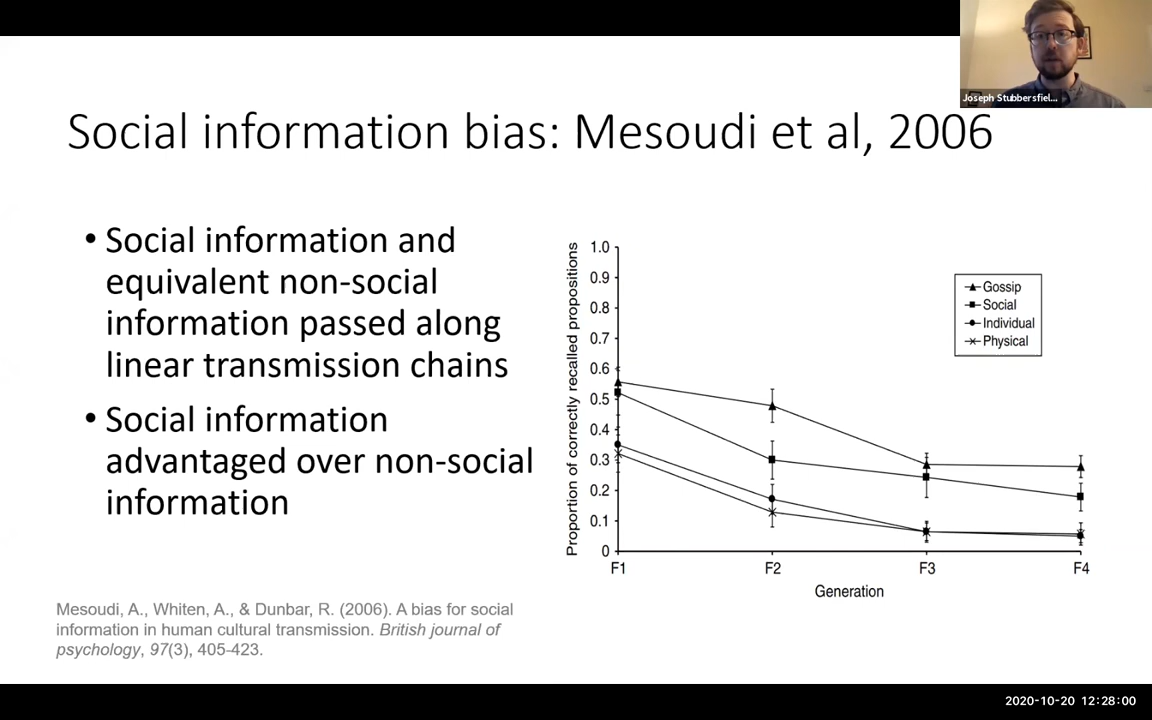 Joseph Stubbersfiel...
Social information bias: Mesoudi et al, 2006
• Social information and
equivalent non-social
information passed along
linear transmission chains
• Social information
advantaged over non-social
information
Mesoudi, A., Whiten, A., & Dunbar, R. (2006). A bias for social
information in human cultural transmission. British journal of
psychology, 97(3), 405-423.
Proportion of correctly recalled propositions
1.0
0.9
0.8
0.7
0.6
0.5
0.4
0.3
0.2
0.1
0
F1 F2 F3 F4
Generation
Gossip
Social
Individual
Physical
2020-10-20 12:28:00